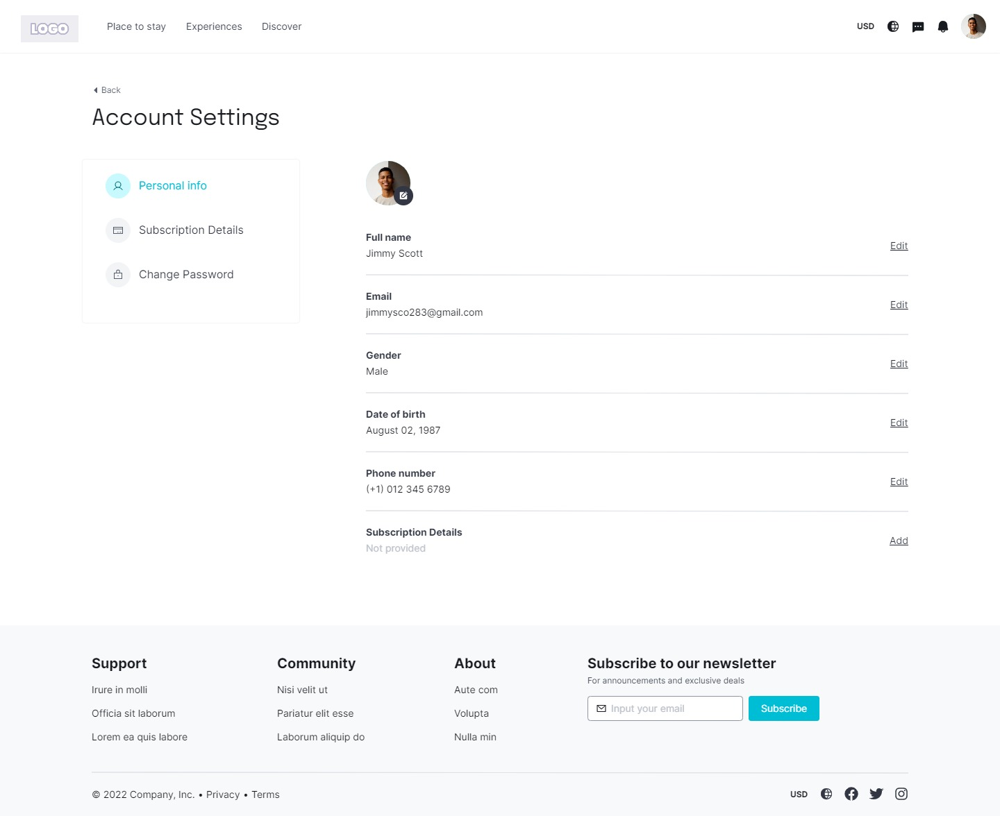 LOGO
Place to stay
Experiences
Discover
USD
Back
Account Settings
Personal info
Subscription Details
Change Password
Full name
Jimmy Scott
Edit
Email
jimmysco283@gmail.com
Edit
Gender
Male
Edit
Date of birth
August 02, 1987
Edit
Phone number
(+1) 012 345 6789
Edit
Subscription Details
Not provided
Add
Support
Irure in molli
Officia sit laborum
Lorem ea quis labore
Community
Nisi velit ut
Pariatur elit esse
Laborum aliquip do
About
Aute com
Volupta
Nulla min
Subscribe to our newsletter
For announcements and exclusive deals
Input your email
Subscribe
© 2022 Company, Inc. • Privacy • Terms
USD